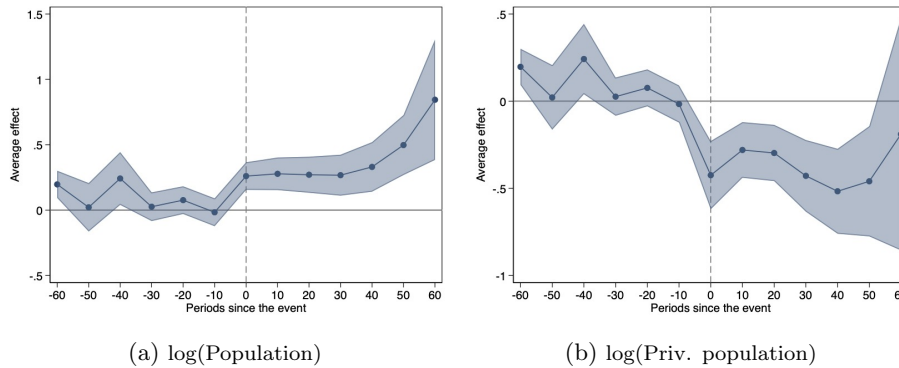 1.5
1
.5
0
-.5
Average effect
-60 -50 -40 -30 -20 -10 0 10 20 30 40 50 60
Periods since the event
(a) log(Population)
.5
0
-.5
-1
Average effect
-60 -50 -40 -30 -20 -10 0 10 20 30 40 50
Periods since the event
(b) log(Priv. population)